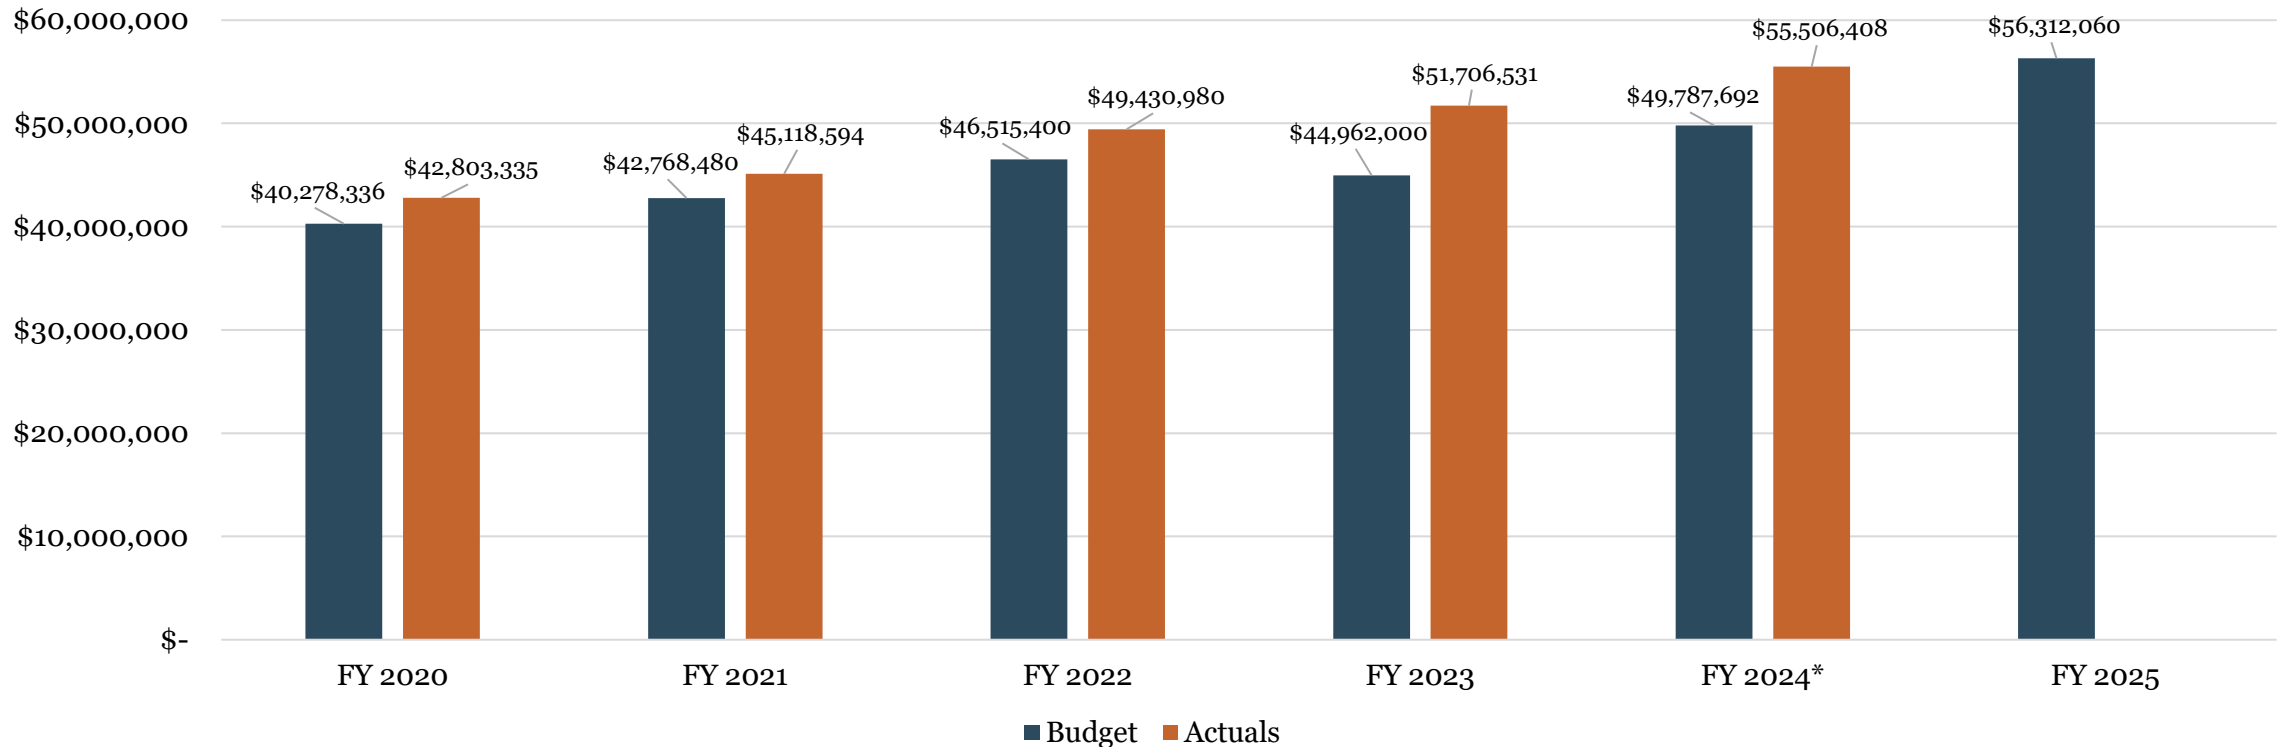 $60,000,000
$50,000,000
$40,000,000
$30,000,000
$20,000,000
$10,000,000
$-
$40,278,336
$42,803,335
$42,768,480
$45,118,594
$46,515,400
$49,430,980
$44,962,000
$51,706,531
$49,787,692
$55,506,408
$56,312,060
FY 2020
FY 2021
FY 2022
FY 2023
FY 2024*
FY 2025
Budget
Actuals